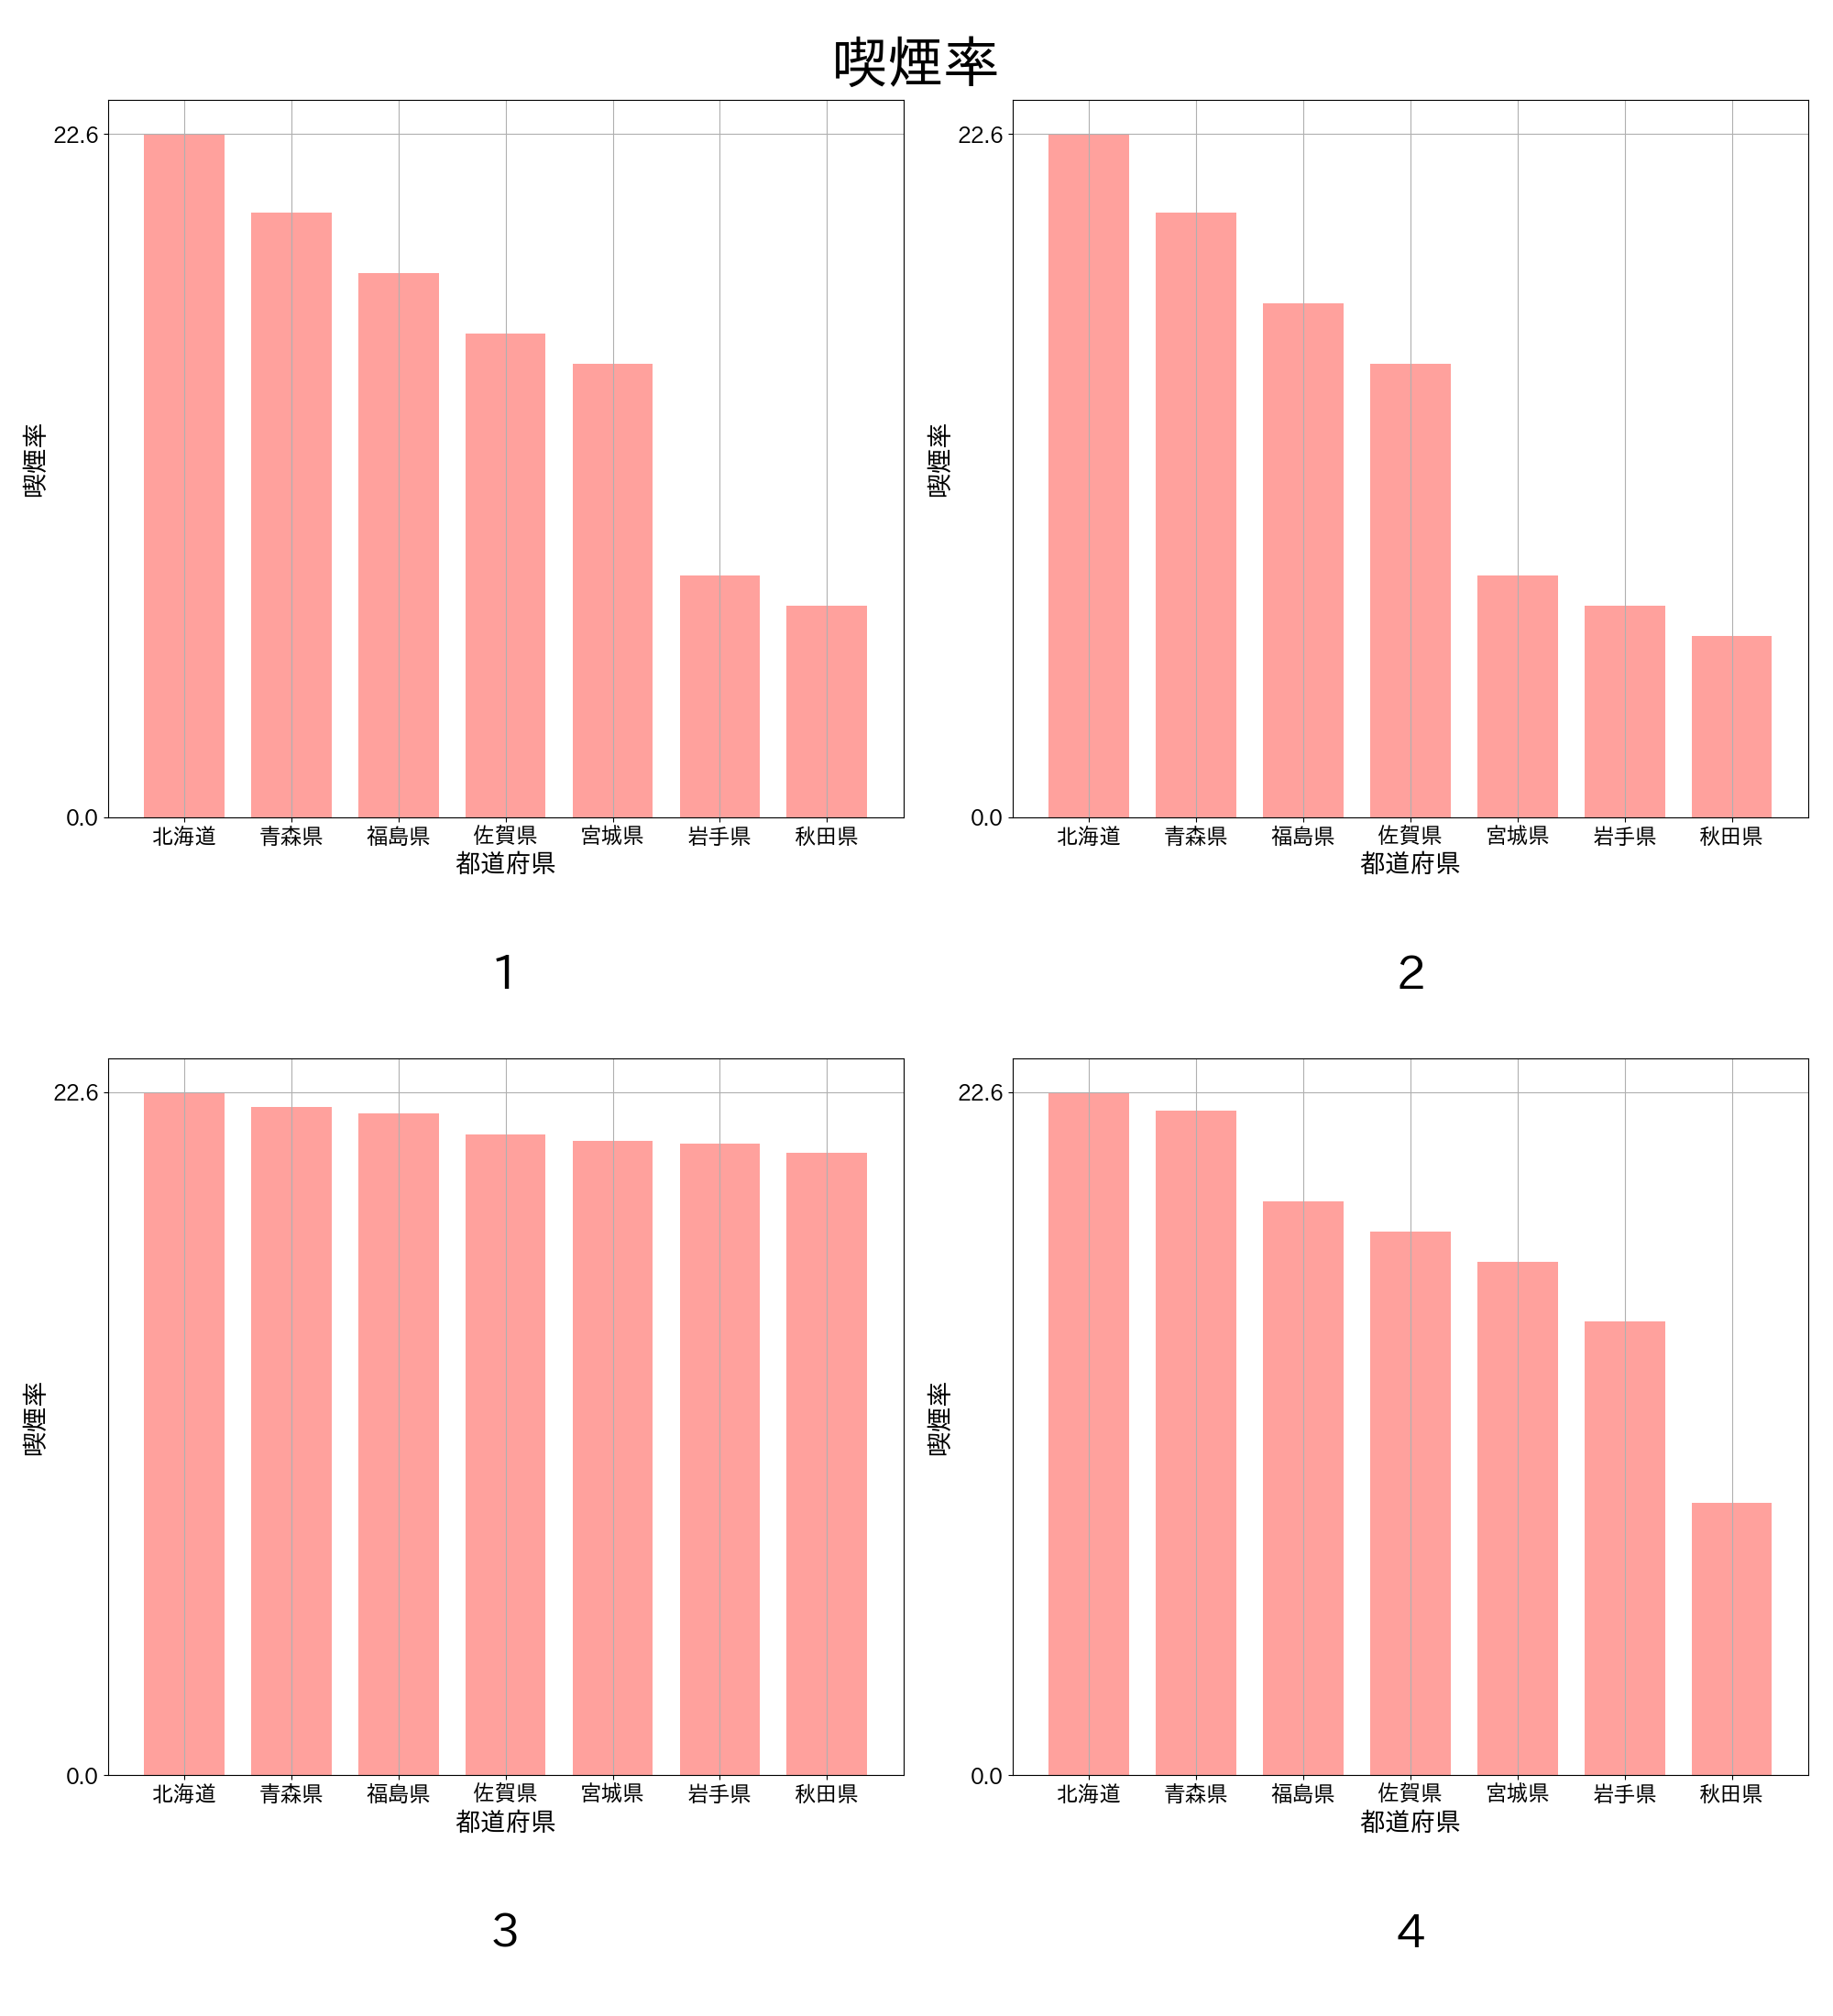 喫煙率
22.6
0.0
喫煙率
北海道 青森県 福島県 佐賀県 宮城県 岩手県 秋田県
都道府県
1
22.6
0.0
喫煙率
北海道 青森県 福島県 佐賀県 宮城県 岩手県 秋田県
都道府県
2
22.6
0.0
喫煙率
北海道 青森県 福島県 佐賀県 宮城県 岩手県 秋田県
都道府県
3
22.6
0.0
喫煙率
北海道 青森県 福島県 佐賀県 宮城県 岩手県 秋田県
都道府県
4